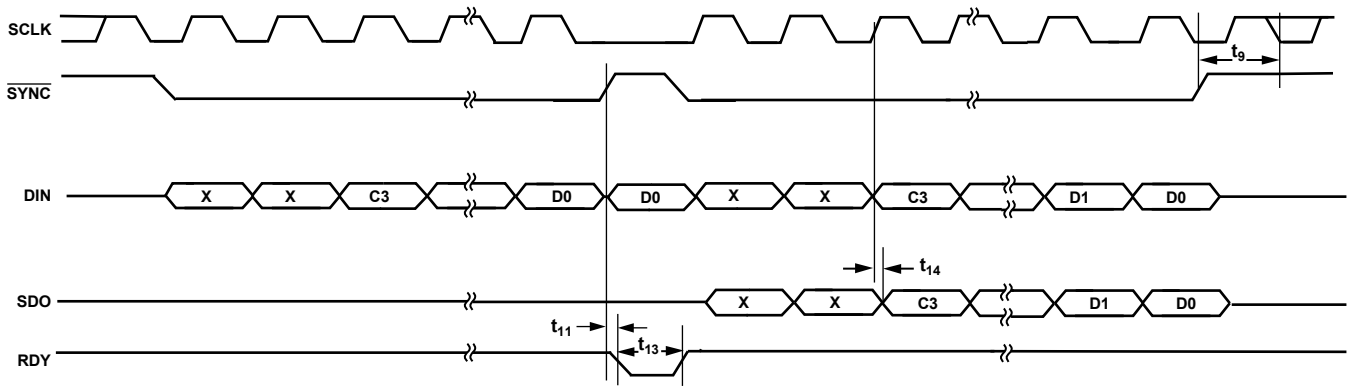 SCLK
t9
SYNC
DIN X X C3 D0 D0 X X C3 D1 D0
t14
SDO X X C3 D1 D0
t11 t13
RDY